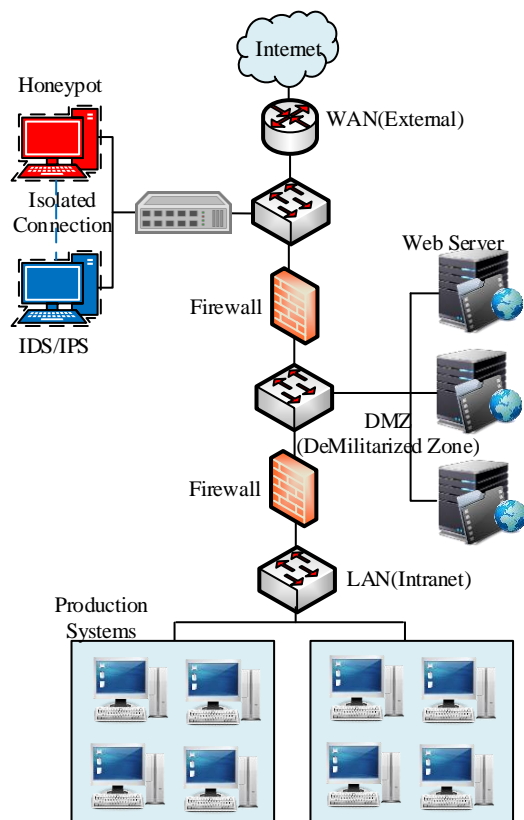 Internet
Honeypot
WAN(External)
Isolated
Connection
Web Server
Firewall
IDS/IPS
DMZ
(DeMilitarized Zone)
Firewall
LAN(Intranet)
Production
Systems